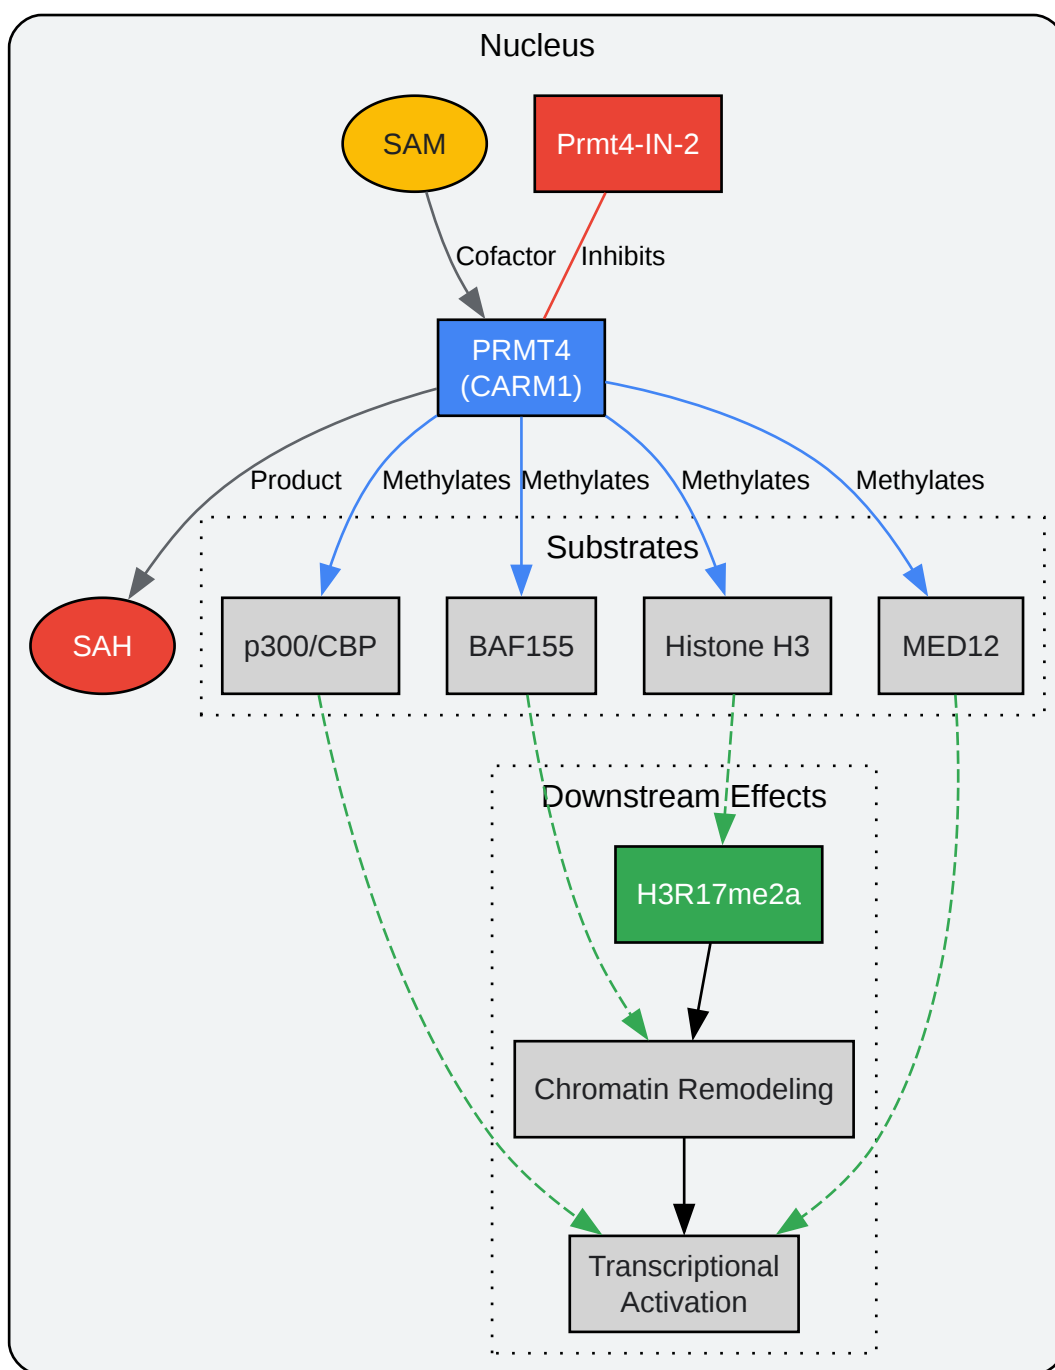 Nucleus
SAM
Prmt4-IN-2
Cofactor
Inhibits
PRMT4
(CARM1)
Product
Methylates
Methylates
Methylates
Methylates
Substrates
SAH
p300/CBP
BAF155
Histone H3
MED12
Downstream Effects
H3R17me2a
Chromatin Remodeling
Transcriptional
Activation